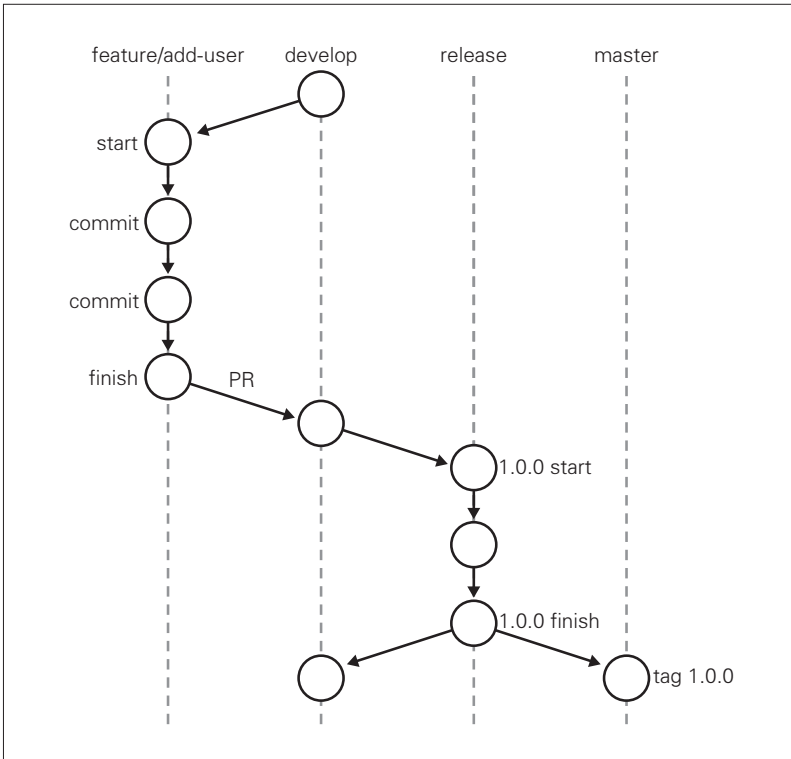 feature/add-user
develop
release
master
start
commit
commit
finish
PR
1.0.0 start
1.0.0 finish
tag 1.0.0